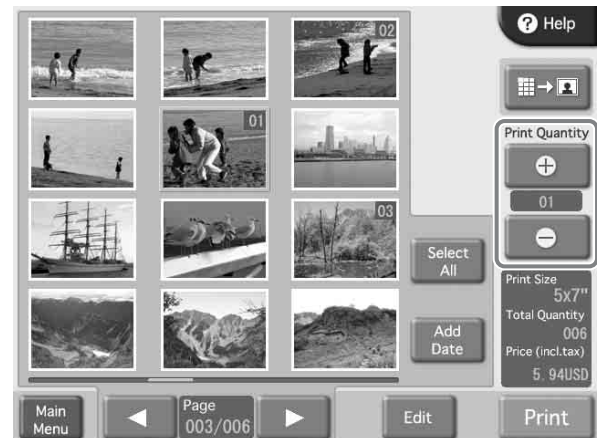 02
Help
01
Print Quantity
01
03
Select
All
Print Size
5x7"
Total Quantity
006
Add
Date
Price (incl.tax)
5.94USD
Main
Menu
Page
003/006
Edit
Print